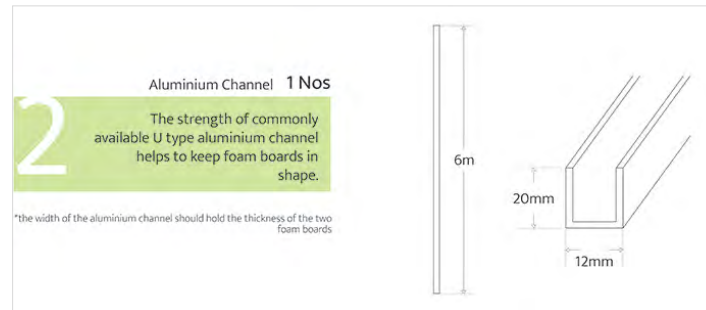 Aluminium Channel 1 Nos
2
The strength of commonly
available U type aluminium channel
helps to keep foam boards in
shape.
*the width of the aluminium channel should hold the thickness of the two
foam boards
6m
20mm
12mm